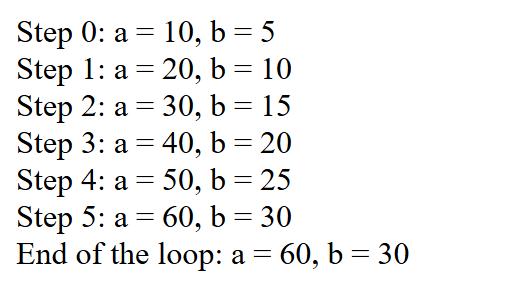 Step 0: a = 10, b = 5
Step 1: a = 20, b = 10
Step 2: a = 30, b = 15
Step 3: a = 40, b = 20
Step 4: a = 50, b = 25
Step 5: a = 60, b = 30
End of the loop: a = 60, b = 30